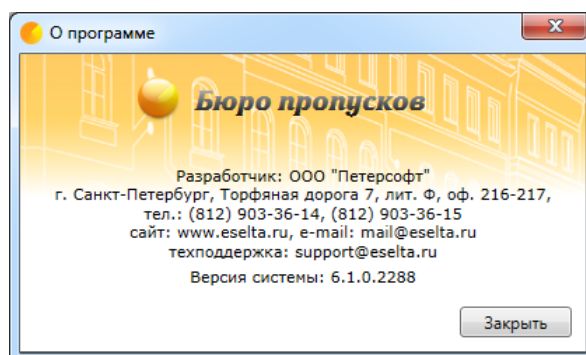 О программе
Бюро пропусков
Разработчик: ООО "Петерсофт"
г. Санкт-Петербург, Торфяная дорога 7, лит. Ф, оф. 216-217,
тел.: (812) 903-36-14, (812) 903-36-15
сайт: www.eselta.ru, e-mail: mail@eselta.ru
техподдержка: support@eselta.ru
Версия системы: 6.1.0.2288
Закрыть